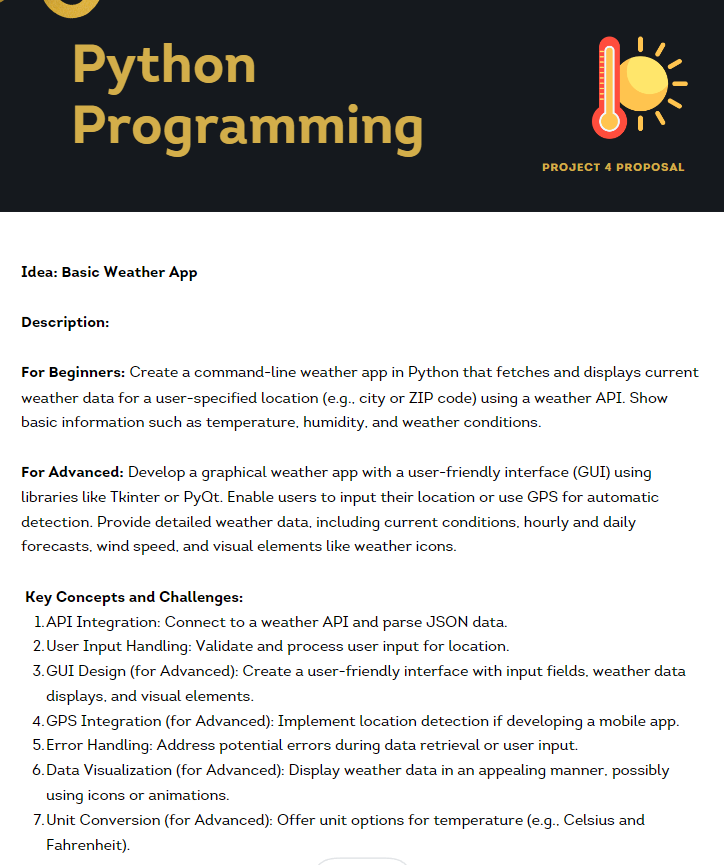 Python
Programming
PROJECT 4 PROPOSAL
Idea: Basic Weather App
Description:
For Beginners: Create a command-line weather app in Python that fetches and displays current
weather data for a user-specified location (e.g., city or ZIP code) using a weather API. Show
basic information such as temperature, humidity, and weather conditions.
For Advanced: Develop a graphical weather app with a user-friendly interface (GUI) using
libraries like Tkinter or PyQt. Enable users to input their location or use GPS for automatic
detection. Provide detailed weather data, including current conditions, hourly and daily
forecasts, wind speed, and visual elements like weather icons.
Key Concepts and Challenges:
1. API Integration: Connect to a weather API and parse JSON data.
2. User Input Handling: Validate and process user input for location.
3. GUI Design (for Advanced): Create a user-friendly interface with input fields, weather data
displays, and visual elements.
4. GPS Integration (for Advanced): Implement location detection if developing a mobile app.
5. Error Handling: Address potential errors during data retrieval or user input.
6. Data Visualization (for Advanced): Display weather data in an appealing manner, possibly
using icons or animations.
7. Unit Conversion (for Advanced): Offer unit options for temperature (e.g., Celsius and
Fahrenheit).